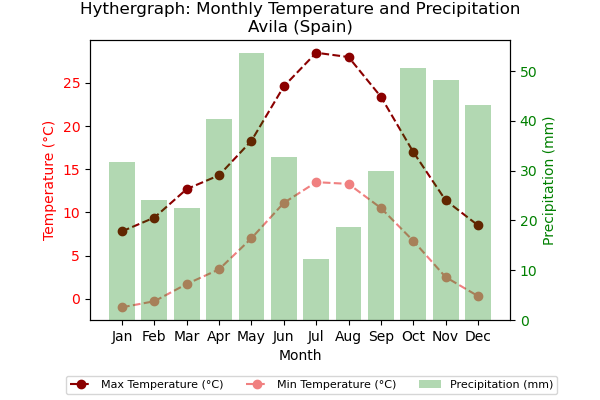 Hythergraph: Monthly Temperature and Precipitation
Avila (Spain)
Temperature (°C)
25
20
15
10
5
0
50
40
30
20
10
0
Precipitation (mm)
Jan Feb Mar Apr May Jun Jul Aug Sep Oct Nov Dec
Month
Max Temperature (°C) Min Temperature (°C) Precipitation (mm)